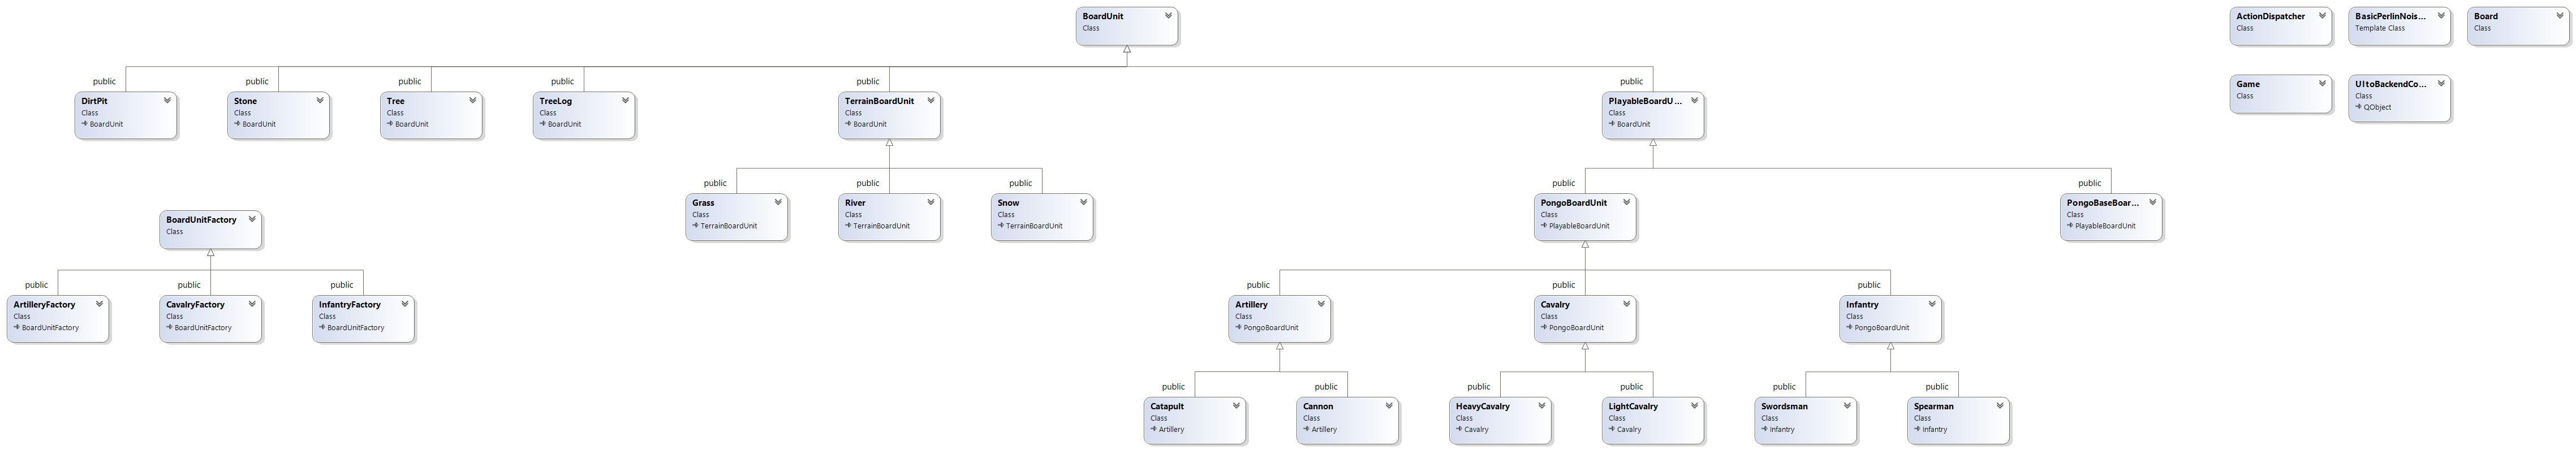 BoardUnit
Class
ActionDispatcher
Class
BasicPerlinNois...
Template Class
Board
Class
Game
Class
UItoBackendCo...
Class
QObject
public
public
public
public
public
public
DirtPit
Class
BoardUnit
Stone
Class
BoardUnit
Tree
Class
BoardUnit
TreeLog
Class
BoardUnit
TerrainBoardUnit
Class
BoardUnit
PlayableBoardU...
Class
BoardUnit
public
public
public
public
public
Grass
Class
TerrainBoardUnit
River
Class
TerrainBoardUnit
Snow
Class
TerrainBoardUnit
PongoBoardUnit
Class
PlayableBoardUnit
PongoBaseBoar...
Class
PlayableBoardUnit
BoardUnitFactory
Class
public
public
public
public
public
public
ArtilleryFactory
Class
BoardUnitFactory
CavalryFactory
Class
BoardUnitFactory
InfantryFactory
Class
BoardUnitFactory
Artillery
Class
PongoBoardUnit
Cavalry
Class
PongoBoardUnit
Infantry
Class
PongoBoardUnit
public
public
public
public
public
public
Catapult
Class
Artillery
Cannon
Class
Artillery
HeavyCavalry
Class
Cavalry
LightCavalry
Class
Cavalry
Swordsman
Class
Infantry
Spearman
Class
Infantry